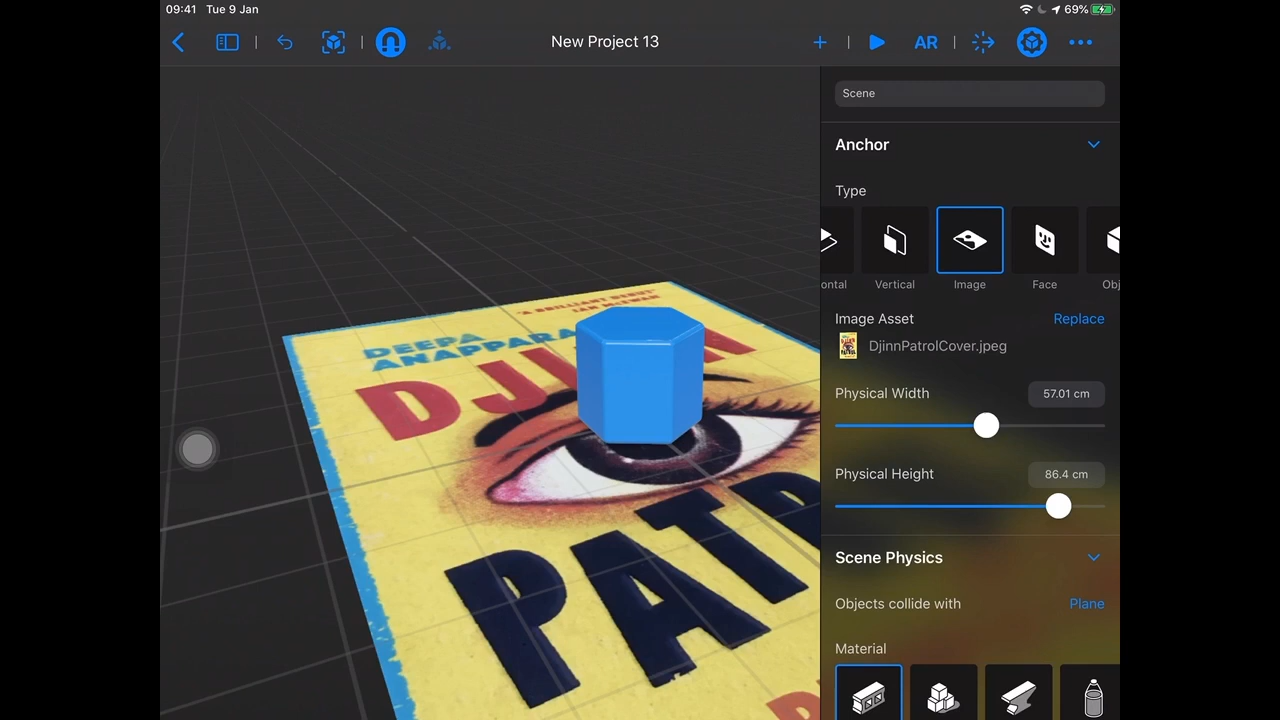 09:41 Tue 9 Jan
69%
New Project 13
AR
Scene
Anchor
Type
ontal
Vertical
Image
Face
Obj
Image Asset
Replace
DjinnPatrolCover.jpeg
Physical Width
57.01 cm
Physical Height
86.4 cm
Scene Physics
Objects collide with
Plane
Material
"A BRILLIANT DEBUT"
IAN McEWAN
DEEPA
ANAPPARA
DJI
PATR